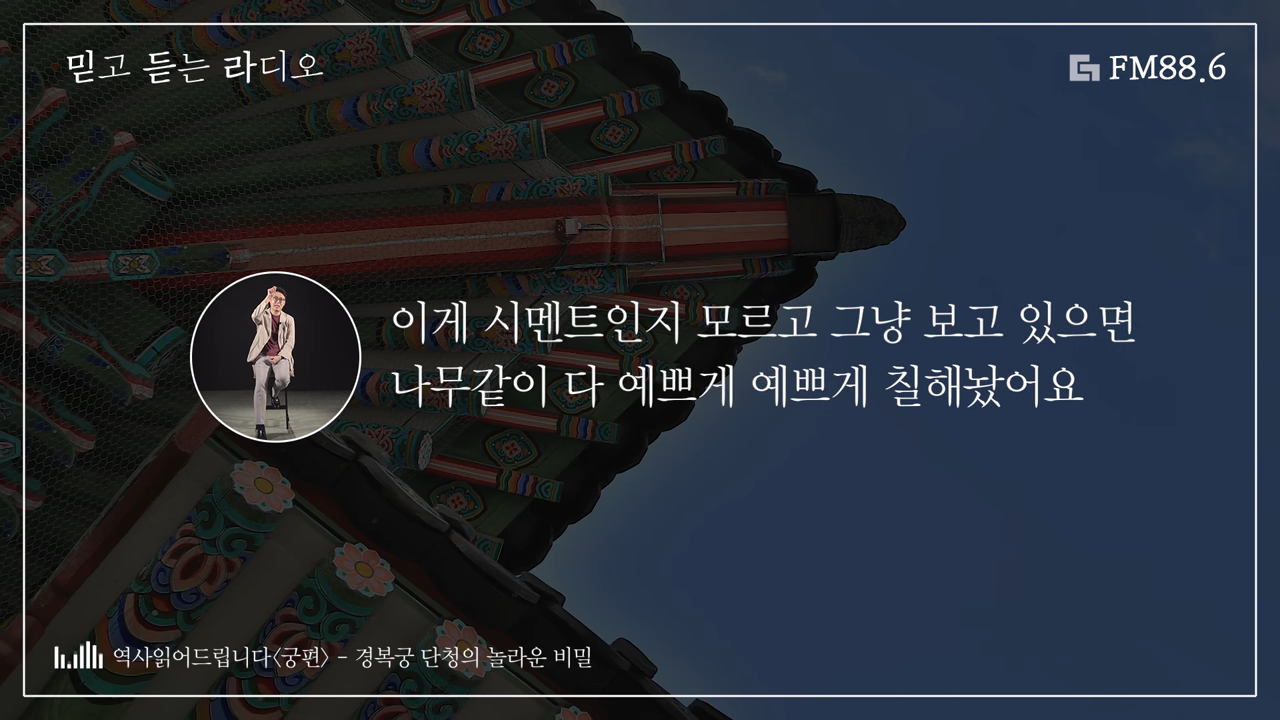 믿고 듣는 라디오
FM88.6
이게 시멘트인지 모르고 그냥 보고 있으면
나무같이 다 예쁘게 예쁘게 칠해놨어요
역사읽어드립니다<궁편> - 경복궁 단청의 놀라운 비밀